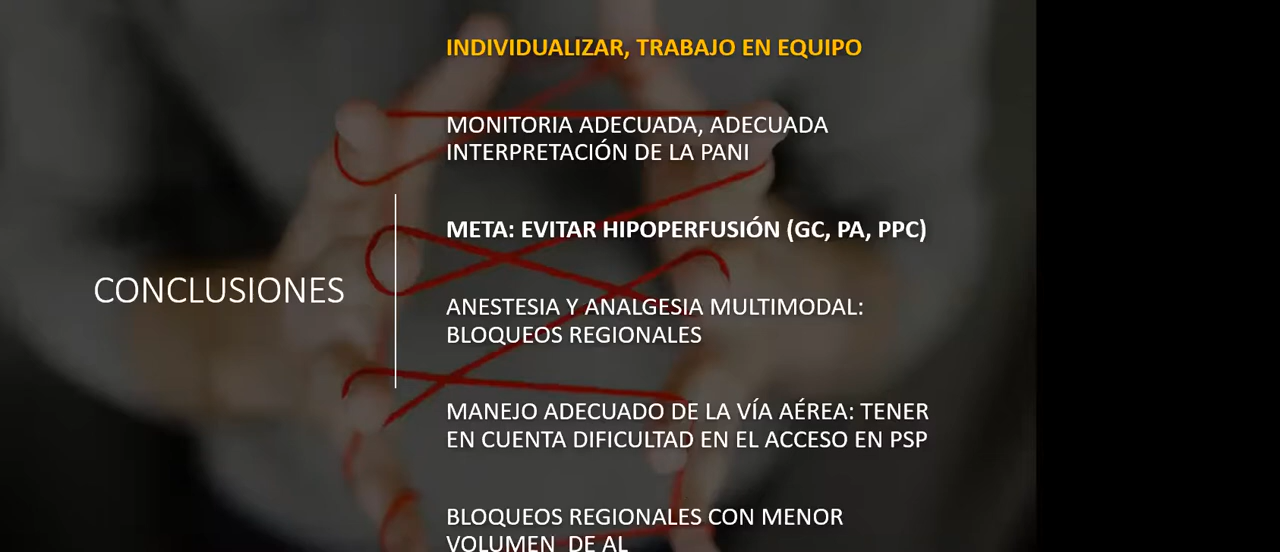 INDIVIDUALIZAR, TRABAJO EN EQUIPO
MONITORIA ADECUADA, ADECUADA
INTERPRETACIÓN DE LA PANI
META: EVITAR HIPOPERFUSIÓN (GC, PA, PPC)
CONCLUSIONES
ANESTESIA Y ANALGESIA MULTIMODAL:
BLOQUEOS REGIONALES
MANEJO ADECUADO DE LA VÍA AÉREA: TENER
EN CUENTA DIFICULTAD EN EL ACCESO EN PSP
BLOQUEOS REGIONALES CON MENOR
VOLUMEN DE AL